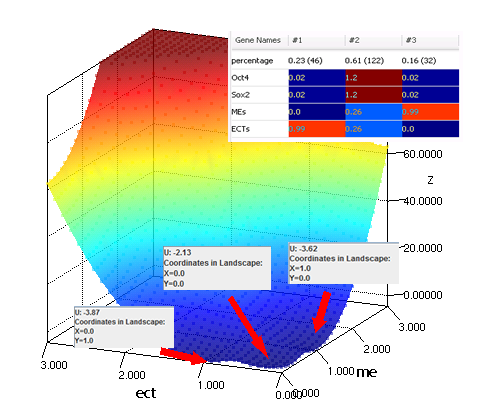 Gene Names #1 #2 #3
percentage 0.23 (46) 0.61 (122) 0.16 (32)
Oct4 0.02 1.2 0.02
Sox2 0.02 1.2 0.02
MEs 0.0 0.26 0.99
ECTs 0.99 0.26 0.0
60.0000
z
40.0000
20.0000
0.00000
U: -2.13
Coordinates in Landscape:
X=0.0
Y=0.0
U: -3.62
Coordinates in Landscape:
X=1.0
Y=0.0
U: -3.87
Coordinates in Landscape:
X=0.0
Y=1.0
3.000
2.000
1.000
0.000
ect
1.000
2.000
3.000
me